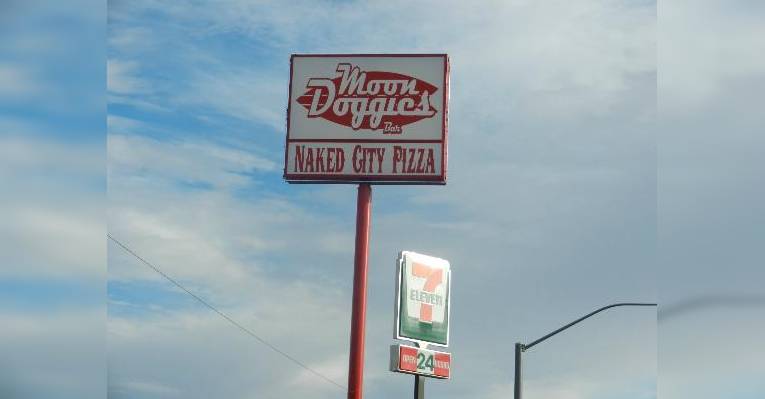 Moon
Doggies
Bar
NAKED CITY PIZZA
7
ELEVEN
OPEN 24 HOURS